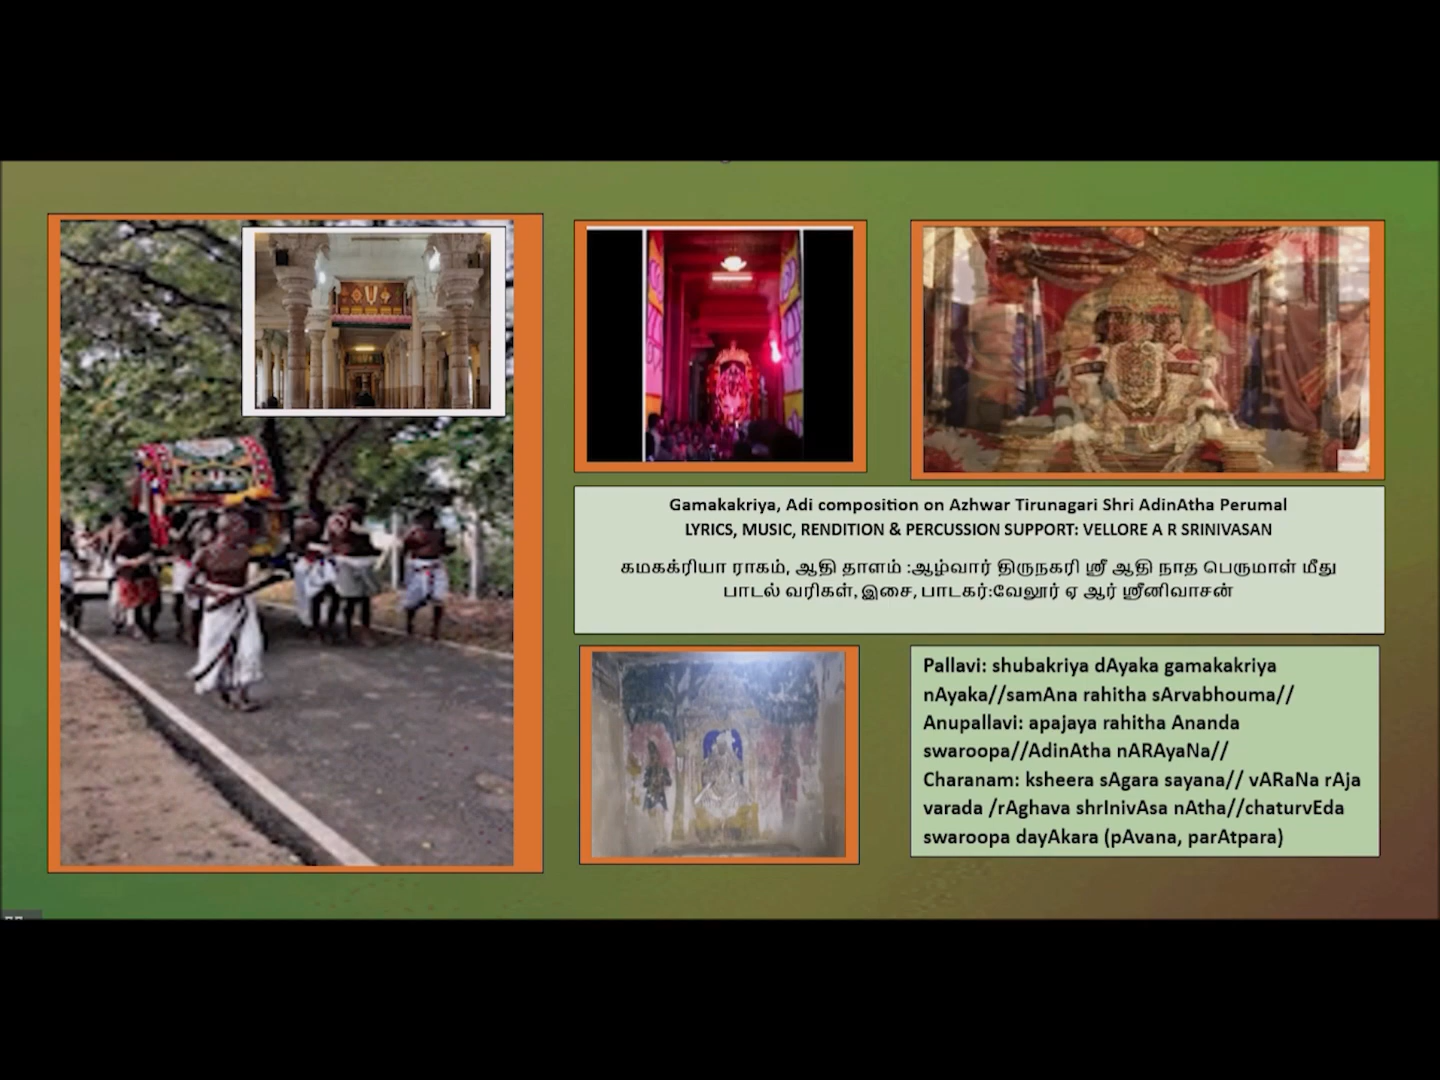 Gamakakriya, Adi composition on Azhwar Tirunagari Shri AdinAtha Perumal
LYRICS, MUSIC, RENDITION & PERCUSSION SUPPORT: VELLORE A R SRINIVASAN
கமகக்ரியா ராகம், ஆதி தாளம் :ஆழ்வார் திருநகரி ஸ்ரீ ஆதி நாத பெருமாள் மீது
பாடல் வரிகள், இசை, பாடகர்:வேலூர் ஏ ஆர் ஸ்ரீனிவாசன்
Pallavi: shubakriya dAyaka gamakakriya
nAyaka//samAna rahitha sArvabhouma//
Anupallavi: apajaya rahitha Ananda
swaroopa//AdinAtha nARAyaNa//
Charanam: ksheera sAgara sayana// vARaNa rAja
varada /rAghava shrInivAsa nAtha//chaturvEda
swaroopa dayAkara (pAvana, parAtpara)